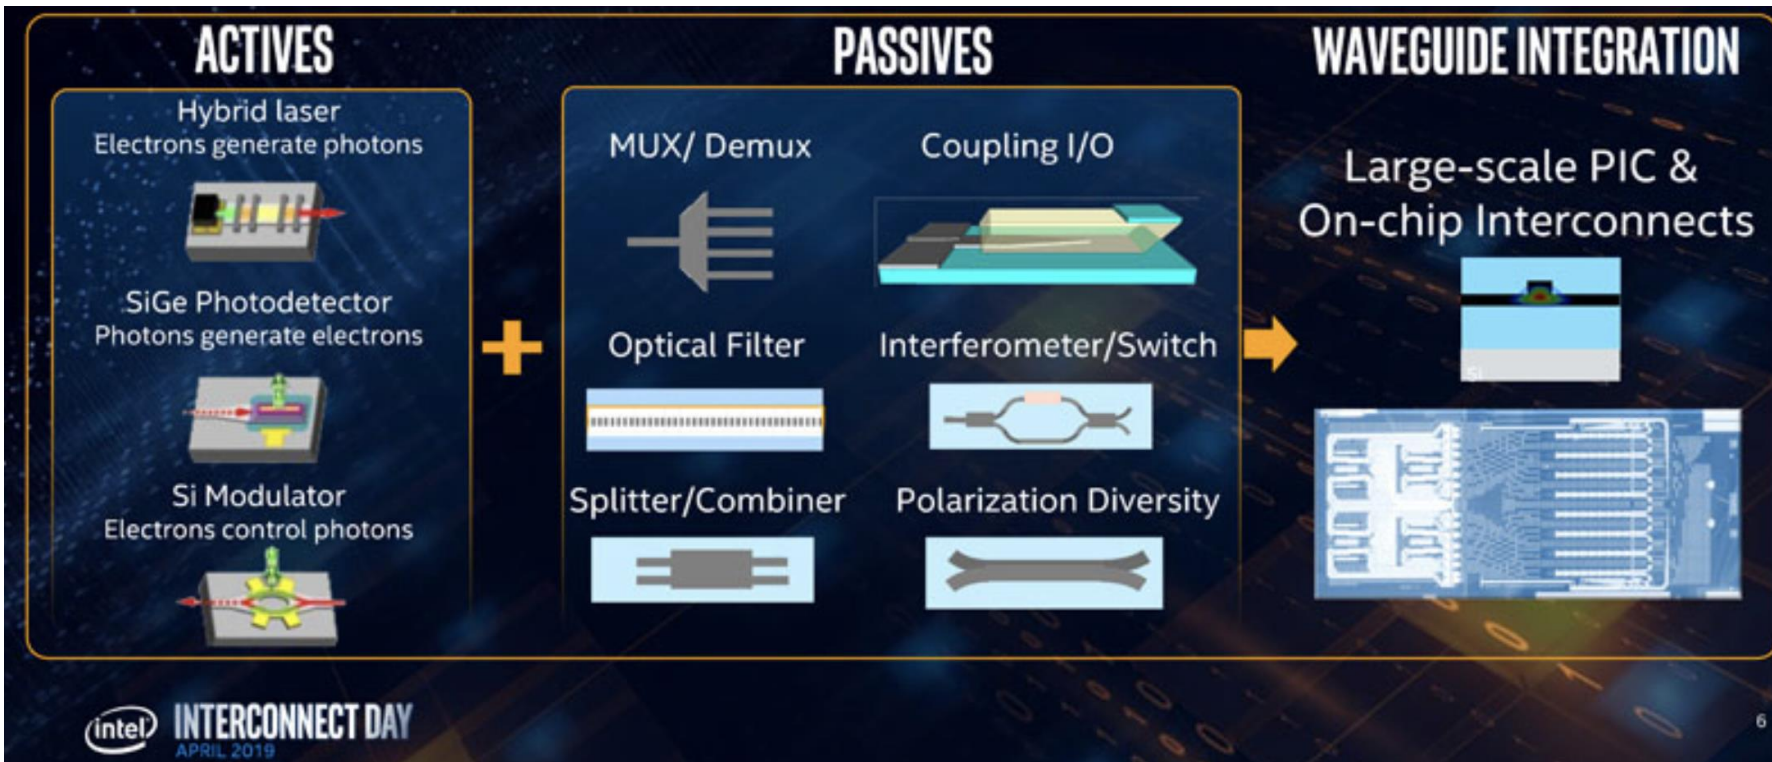 ACTIVES
Hybrid laser
Electrons generate photons
SiGe Photodetector
Photons generate electrons
Si Modulator
Electrons control photons
PASSIVES
MUX/ Demux
Coupling I/O
Optical Filter
Interferometer/Switch
Splitter/Combiner
Polarization Diversity
WAVEGUIDE INTEGRATION
Large-scale PIC &
On-chip Interconnects
Si
intel
INTERCONNECT DAY
APRIL 2019
6